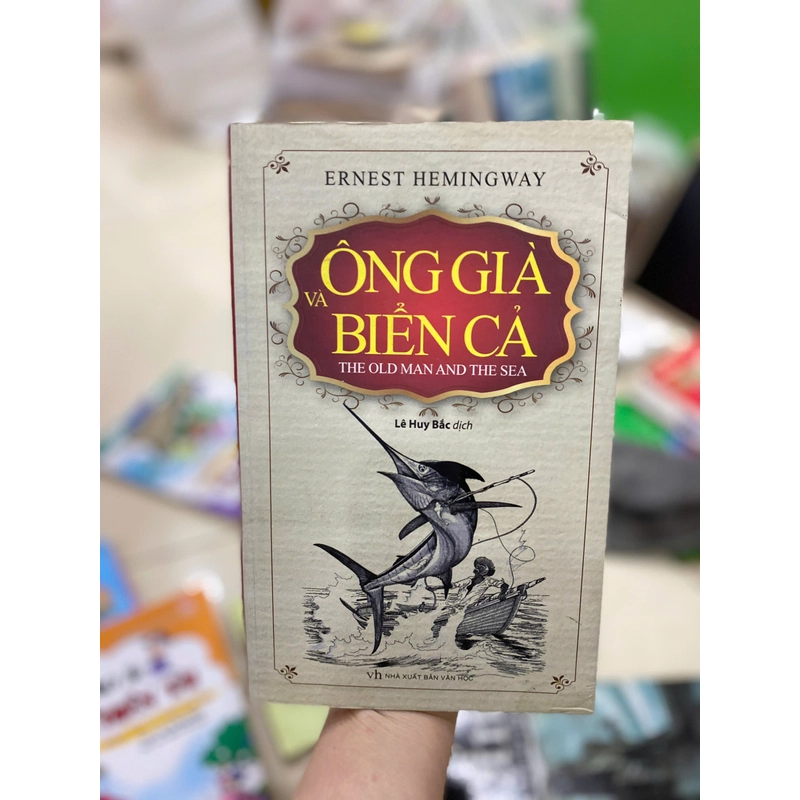 ERNEST HEMINGWAY
ÔNG GIÀ
VÀ
BIỂN CẢ
THE OLD MAN AND THE SEA
Lê Huy Bắc dịch
vh NHÀ XUẤT BẢN VĂN HỌC